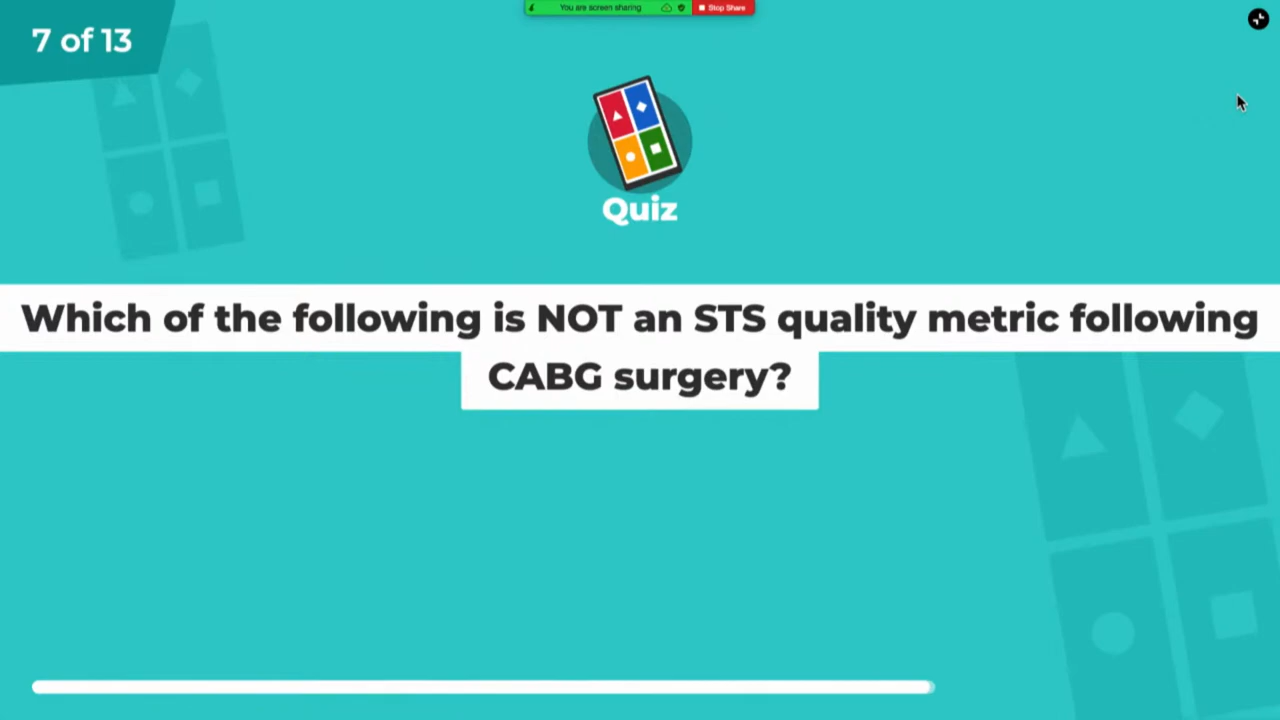 You are screen sharing
Stop Share
7 of 13
Quiz
Which of the following is NOT an STS quality metric following
CABG surgery?